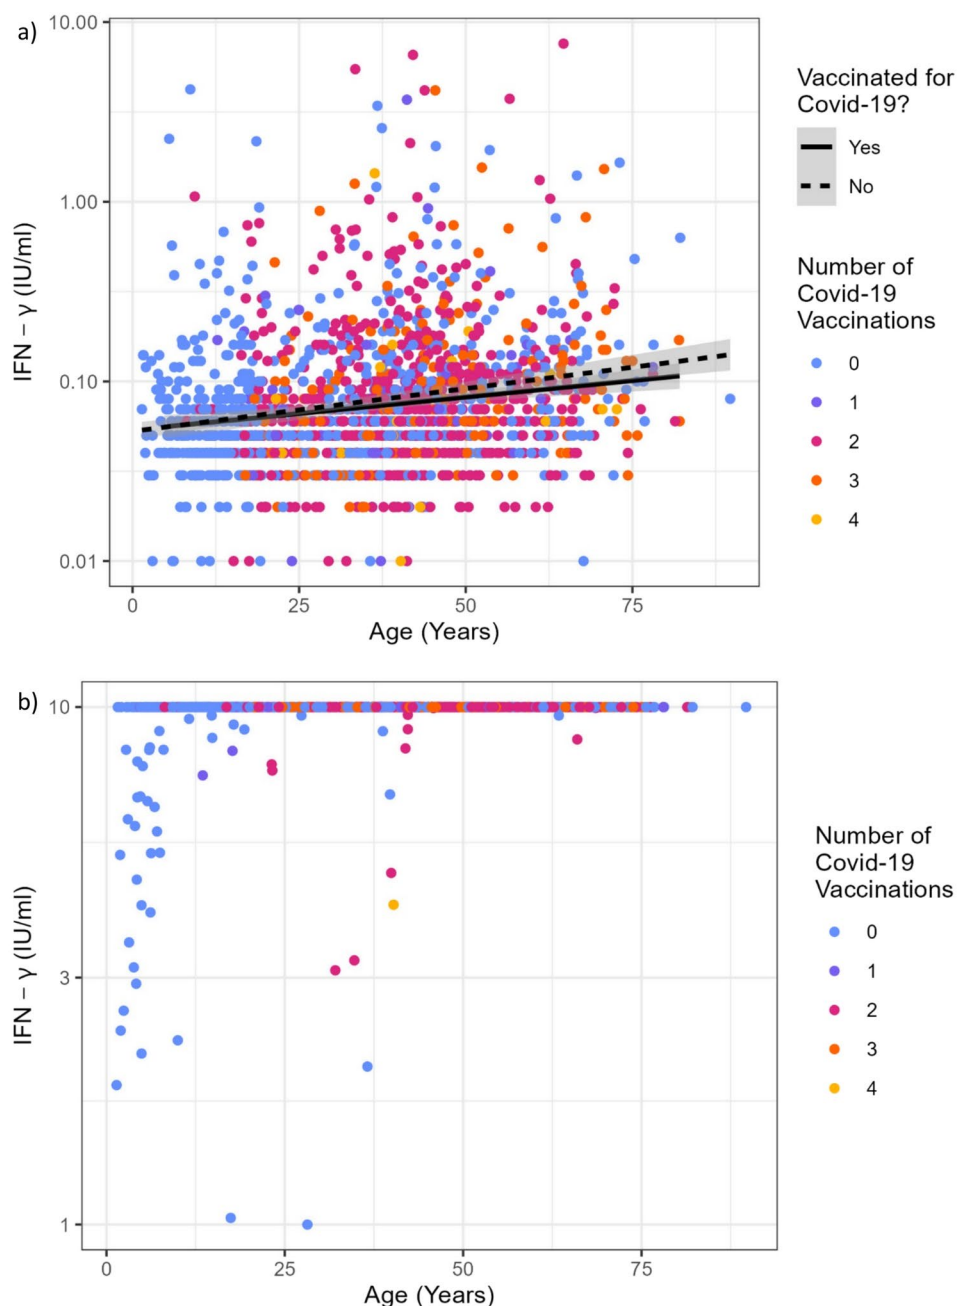 a)
10.00
1.00
0.10
0.01
IFN − γ (IU/ml)
0
25
50
75
Age (Years)
Vaccinated for
Covid-19?
Yes
No
Number of
Covid-19
Vaccinations
0
1
2
3
4
b)
10
3
1
IFN − γ (IU/ml)
0
25
50
75
Age (Years)
Number of
Covid-19
Vaccinations
0
1
2
3
4